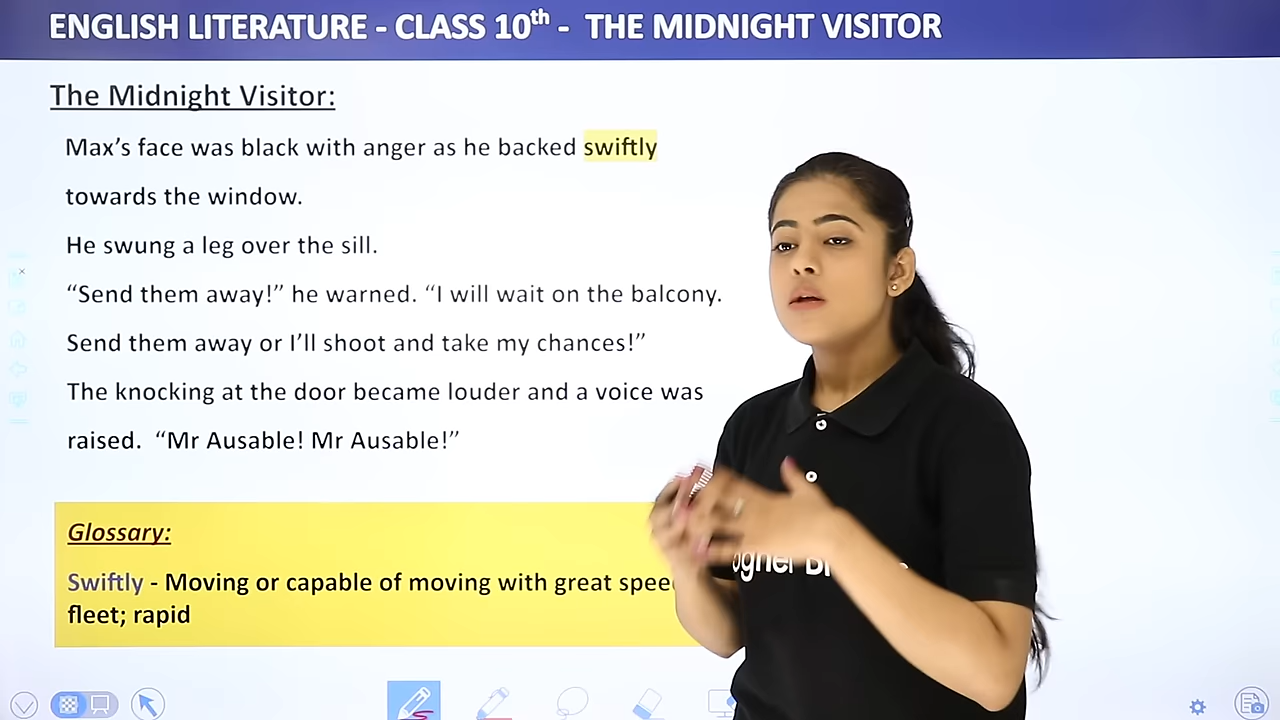 ENGLISH LITERATURE - CLASS 10th - THE MIDNIGHT VISITOR
The Midnight Visitor:
Max's face was black with anger as he backed swiftly
towards the window.
He swung a leg over the sill.
“Send them away!” he warned. “I will wait on the balcony.
Send them away or I'll shoot and take my chances!”
The knocking at the door became louder and a voice was
raised. “Mr Ausable! Mr Ausable!”
Glossary:
Swiftly - Moving or capable of moving with great
fleet; rapid